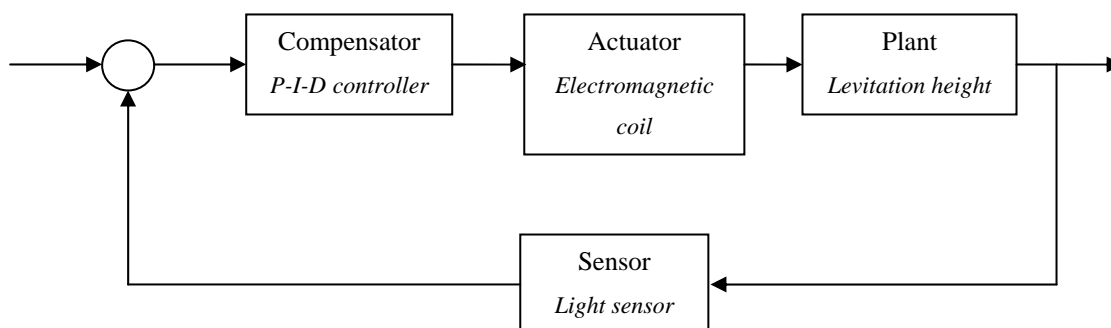 Compensator
P-I-D controller
Actuator
Electromagnetic
coil
Plant
Levitation height
Sensor
Light sensor